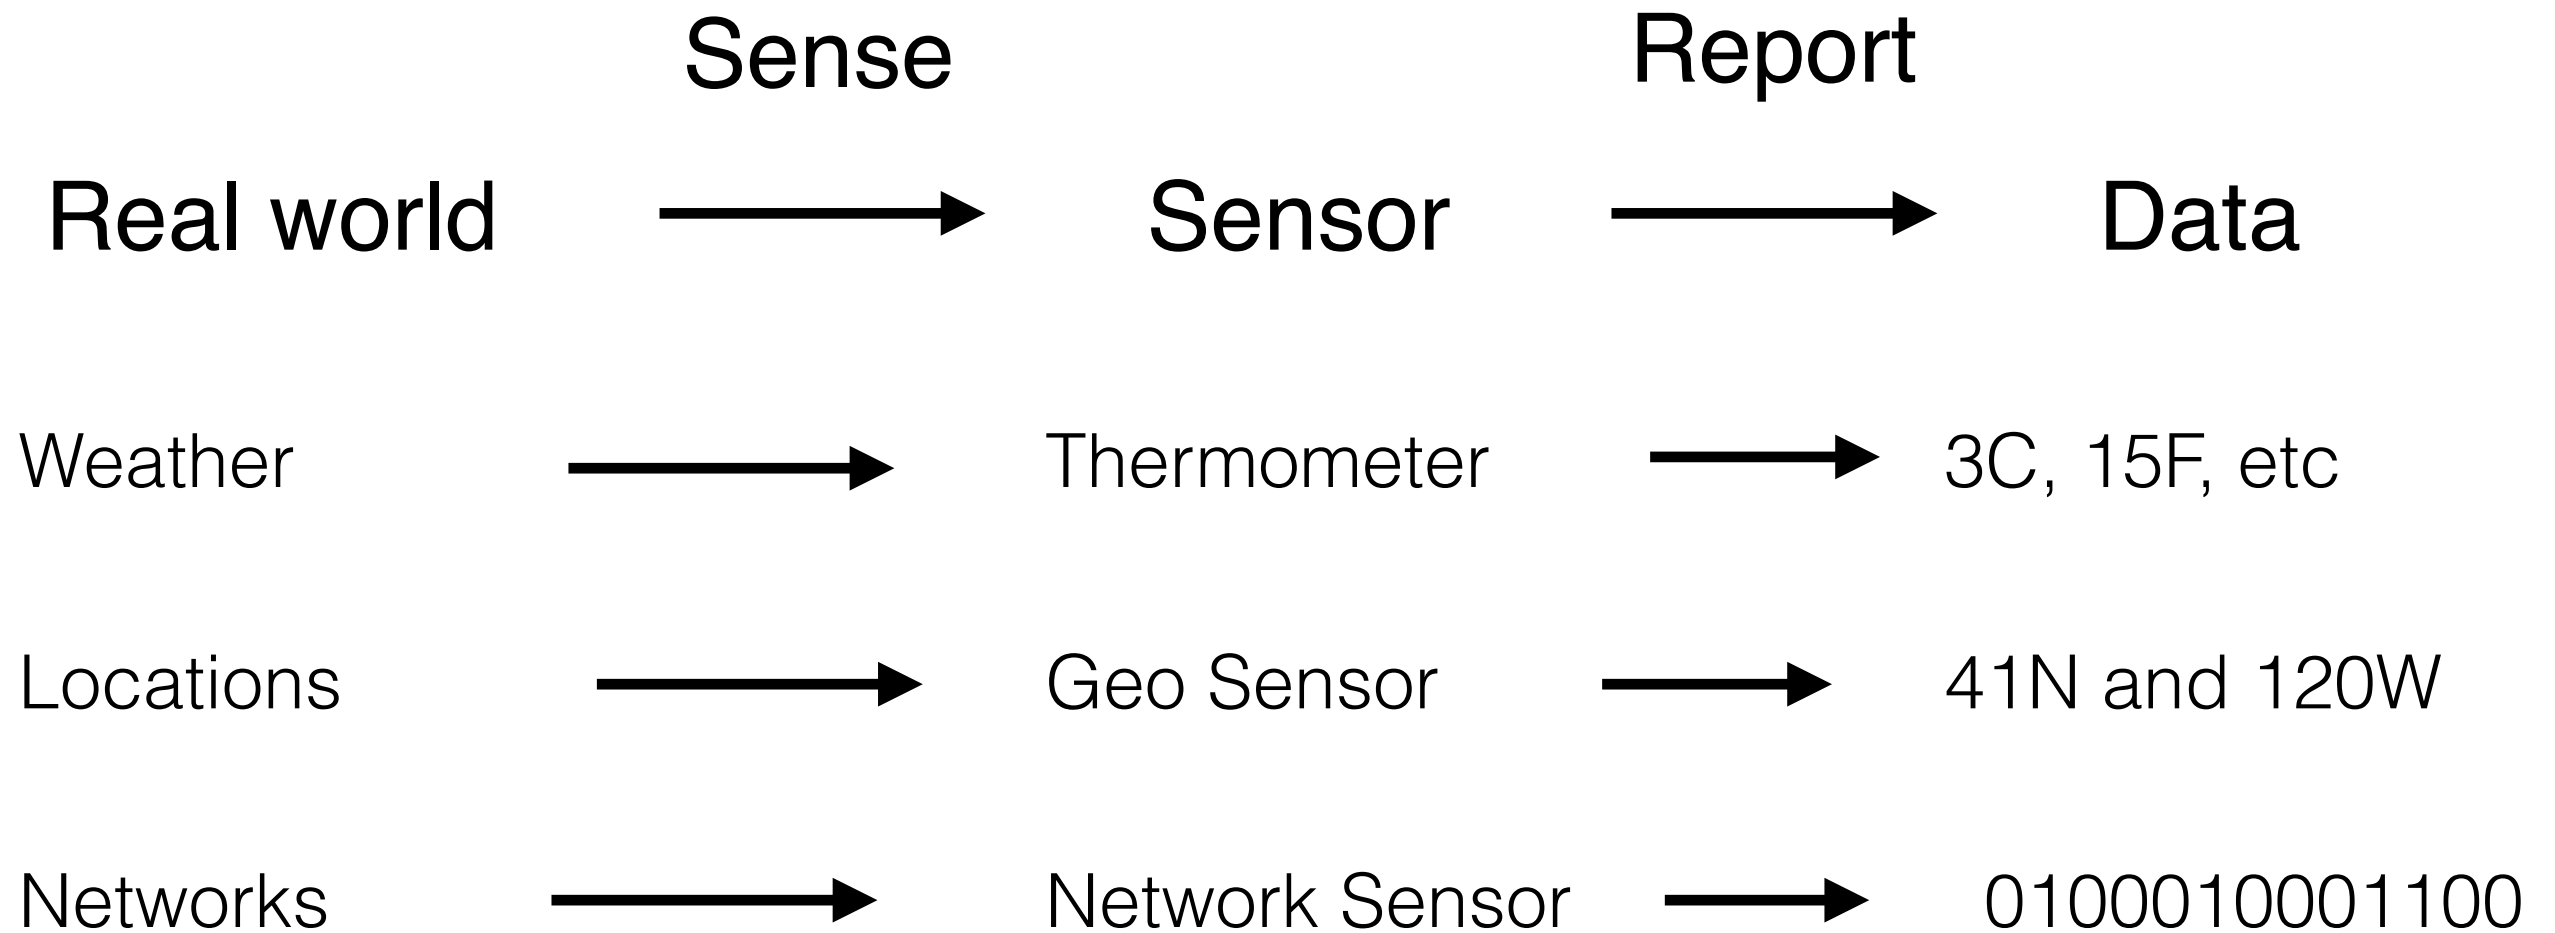 Sense Report
Real world Sensor Data
Weather Thermometer 3C, 15F, etc
Locations Geo Sensor 41N and 120W
Networks Network Sensor 0100010001100